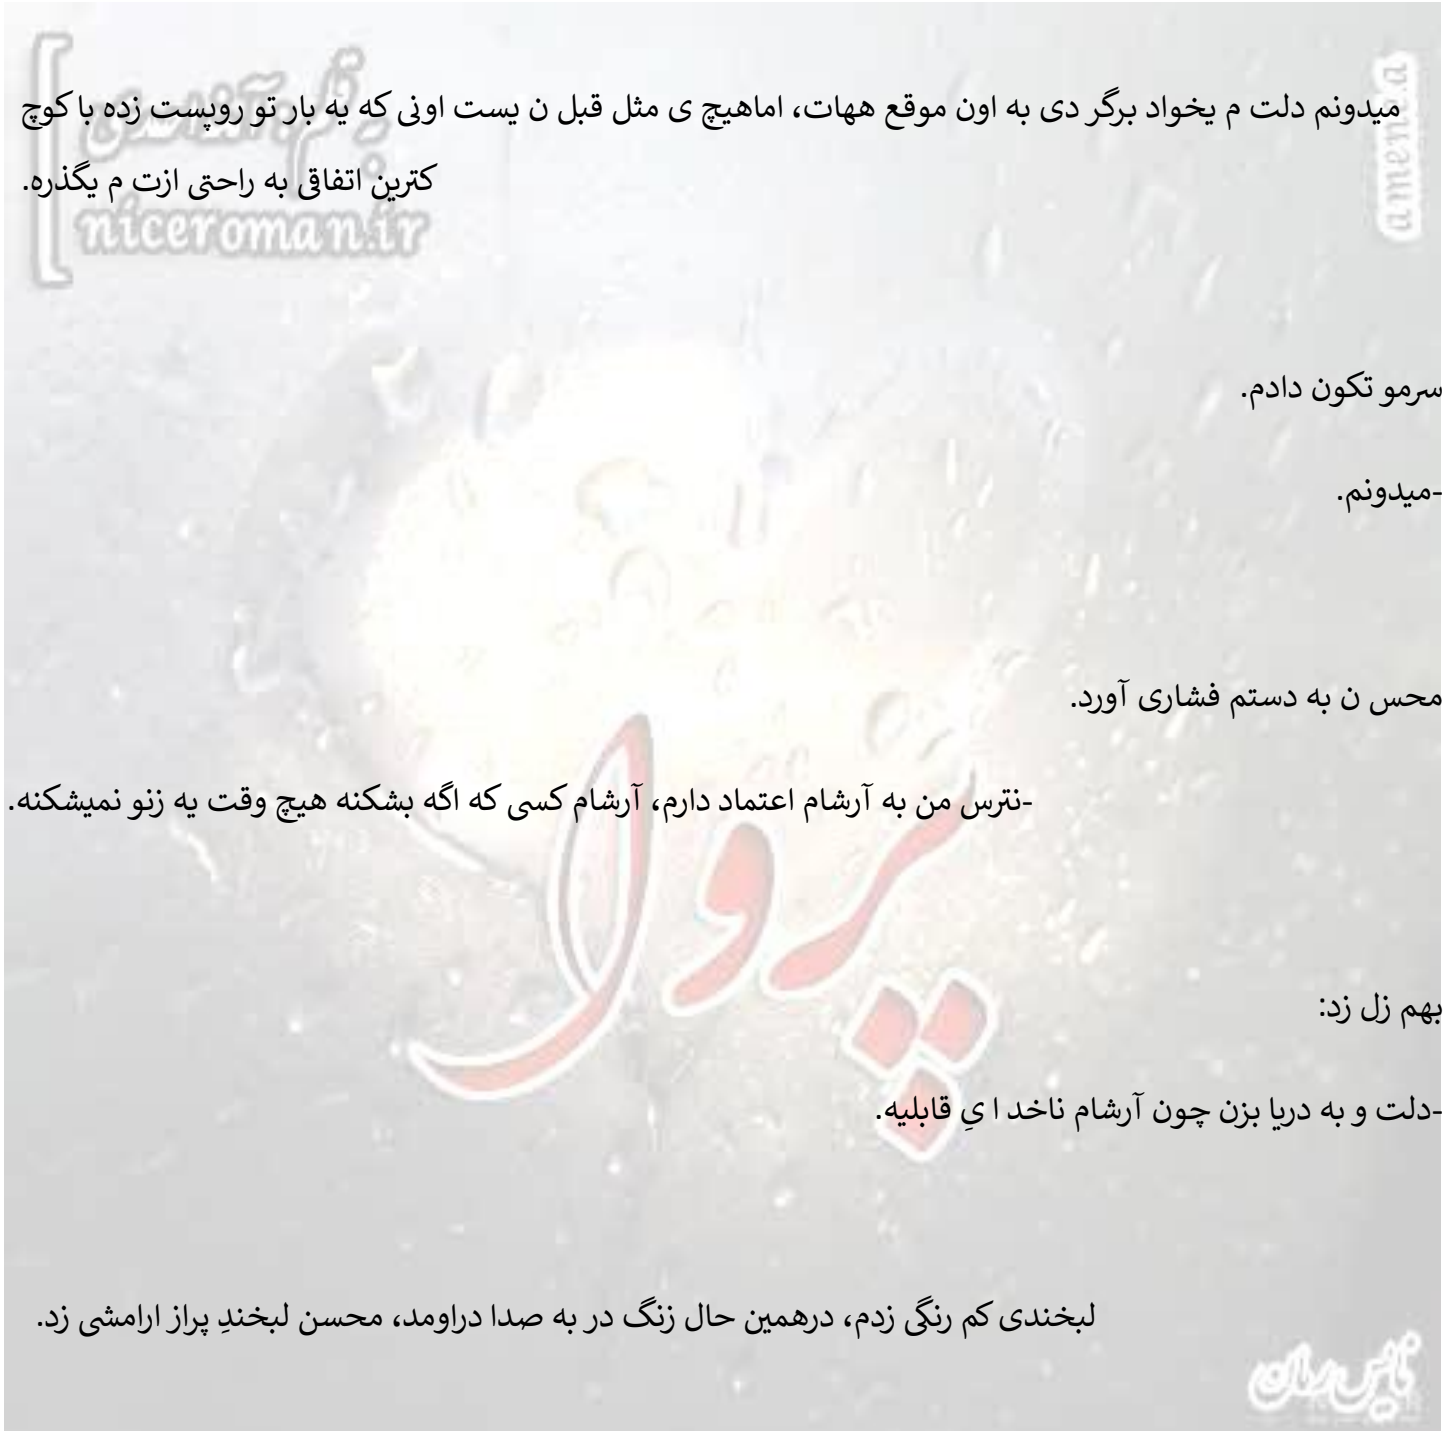 میدونم دلت م یخواد برگر دی به اون موقع ههات، اماهیچ ی مثل قبل ن یست اونی که یه بار تو روپست زده با کوچ
کترین اتفاقی به راحتی ازت م یگذره.
niceroman.ir
amenna
سرمو تکون دادم.
-میدونم.
محس ن به دستم فشاری آورد.
-نترس من به آرشام اعتماد دارم، آرشام کسی که اگه بشکنه هیچ وقت یه زنو نمیشکنه.
پروا
بهم زل زد:
-دلت و به دریا بزن چون آرشام ناخد ا یِ قابلیه.
لبخندی کم رنگی زدم، درهمین حال زنگ در به صدا دراومد، محسن لبخندِ پراز ارامشی زد.
نایس رمان